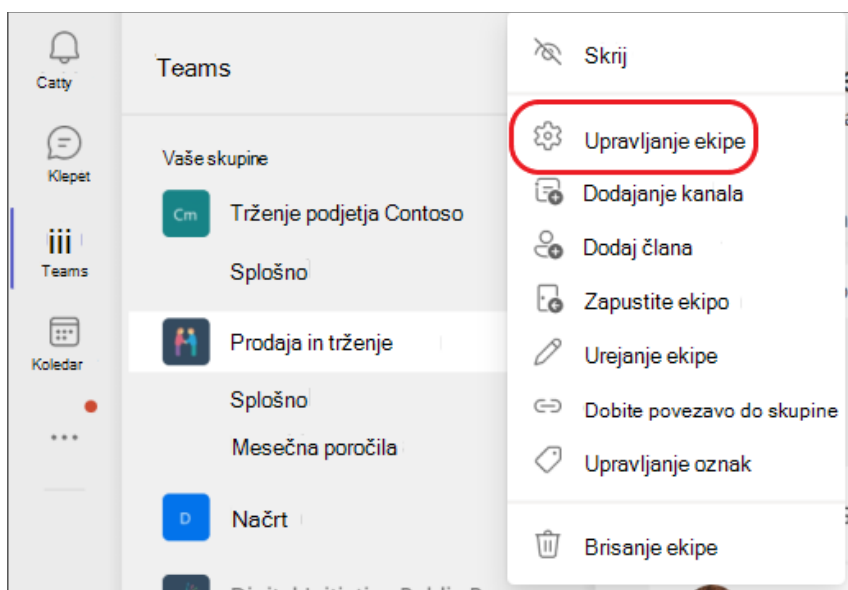 Catty
Klepet
iii
Teams
Koledar
Teams
Vaše skupine
Cm
Trženje podjetja Contoso
Splošno
Prodaja in trženje
Splošno
Mesečna poročila
D
Načrt
Skrij
Upravljanje ekipe
Dodajanje kanala
Dodaj člana
Zapustite ekipo
Urejanje ekipe
Dobite povezavo do skupine
Upravljanje oznak
Brisanje ekipe